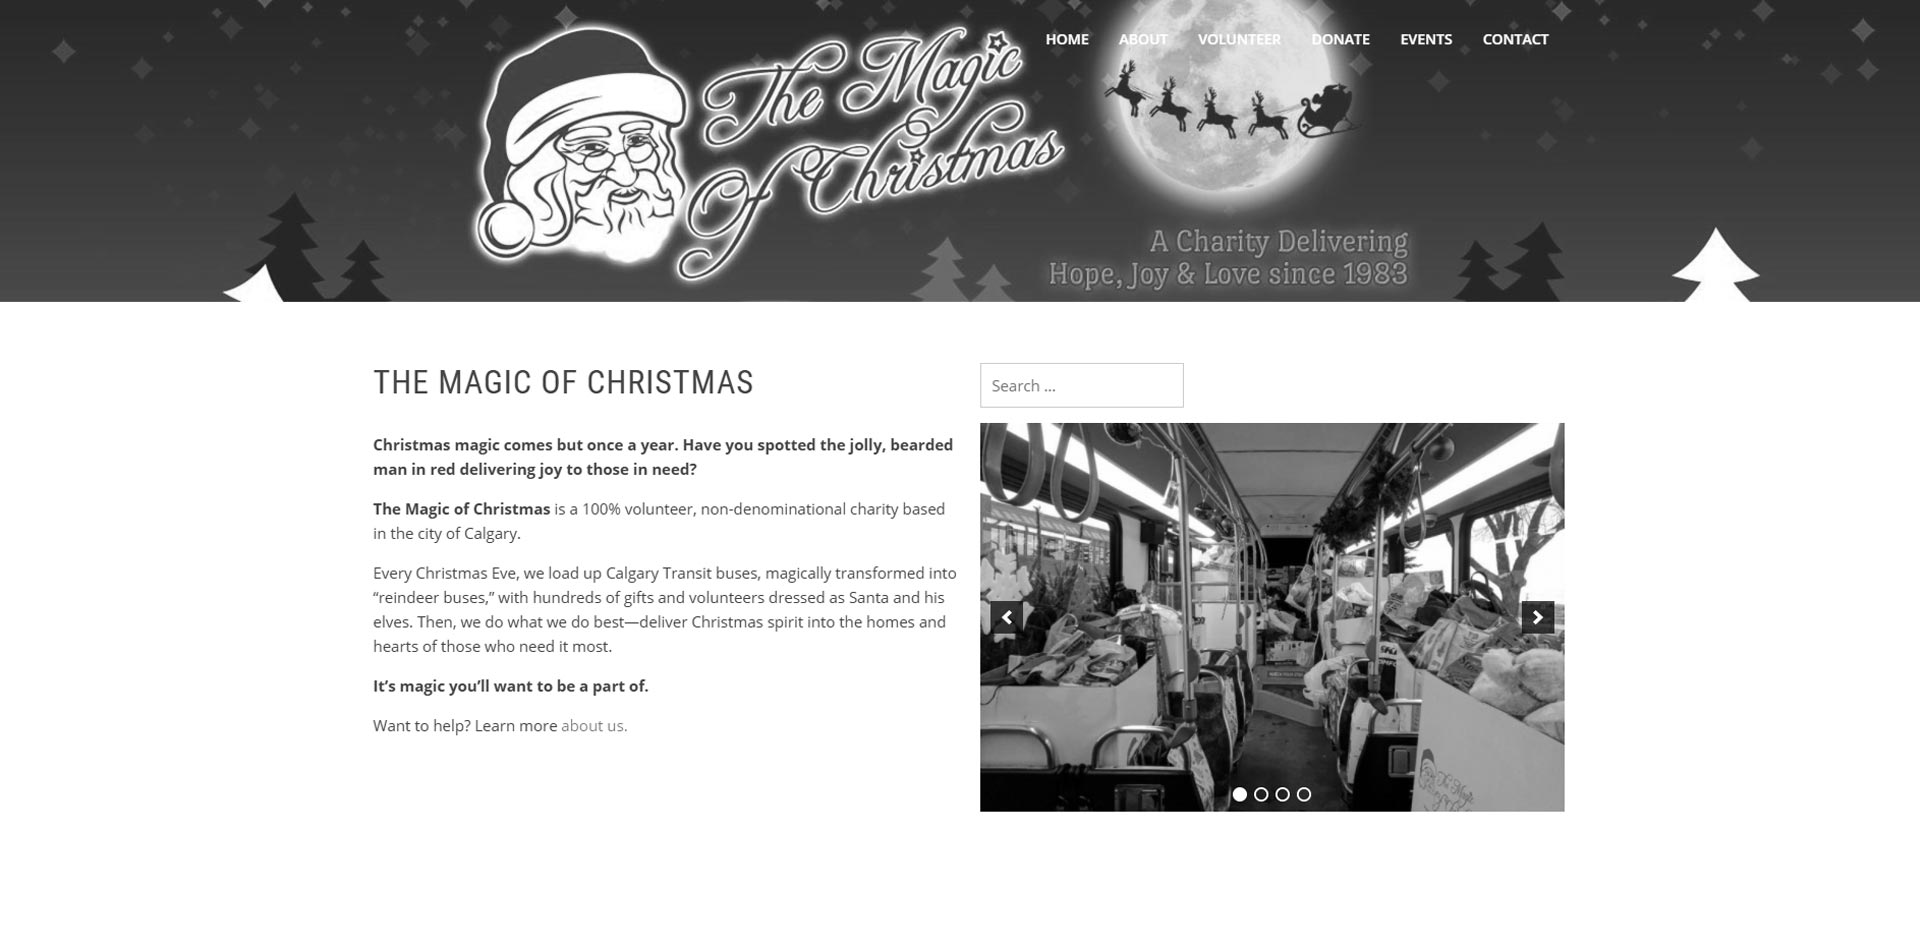 The Magic
Of Christmas
HOME ABOUT VOLUNTEER DONATE EVENTS CONTACT
A Charity Delivering
Hope, Joy & Love since 1983
THE MAGIC OF CHRISTMAS
Christmas magic comes but once a year. Have you spotted the jolly, bearded
man in red delivering joy to those in need?
The Magic of Christmas is a 100% volunteer, non-denominational charity based
in the city of Calgary.
Every Christmas Eve, we load up Calgary Transit buses, magically transformed into
“reindeer buses,” with hundreds of gifts and volunteers dressed as Santa and his
elves. Then, we do what we do best—deliver Christmas spirit into the homes and
hearts of those who need it most.
It’s magic you’ll want to be a part of.
Want to help? Learn more about us.
Search ...
The Magic